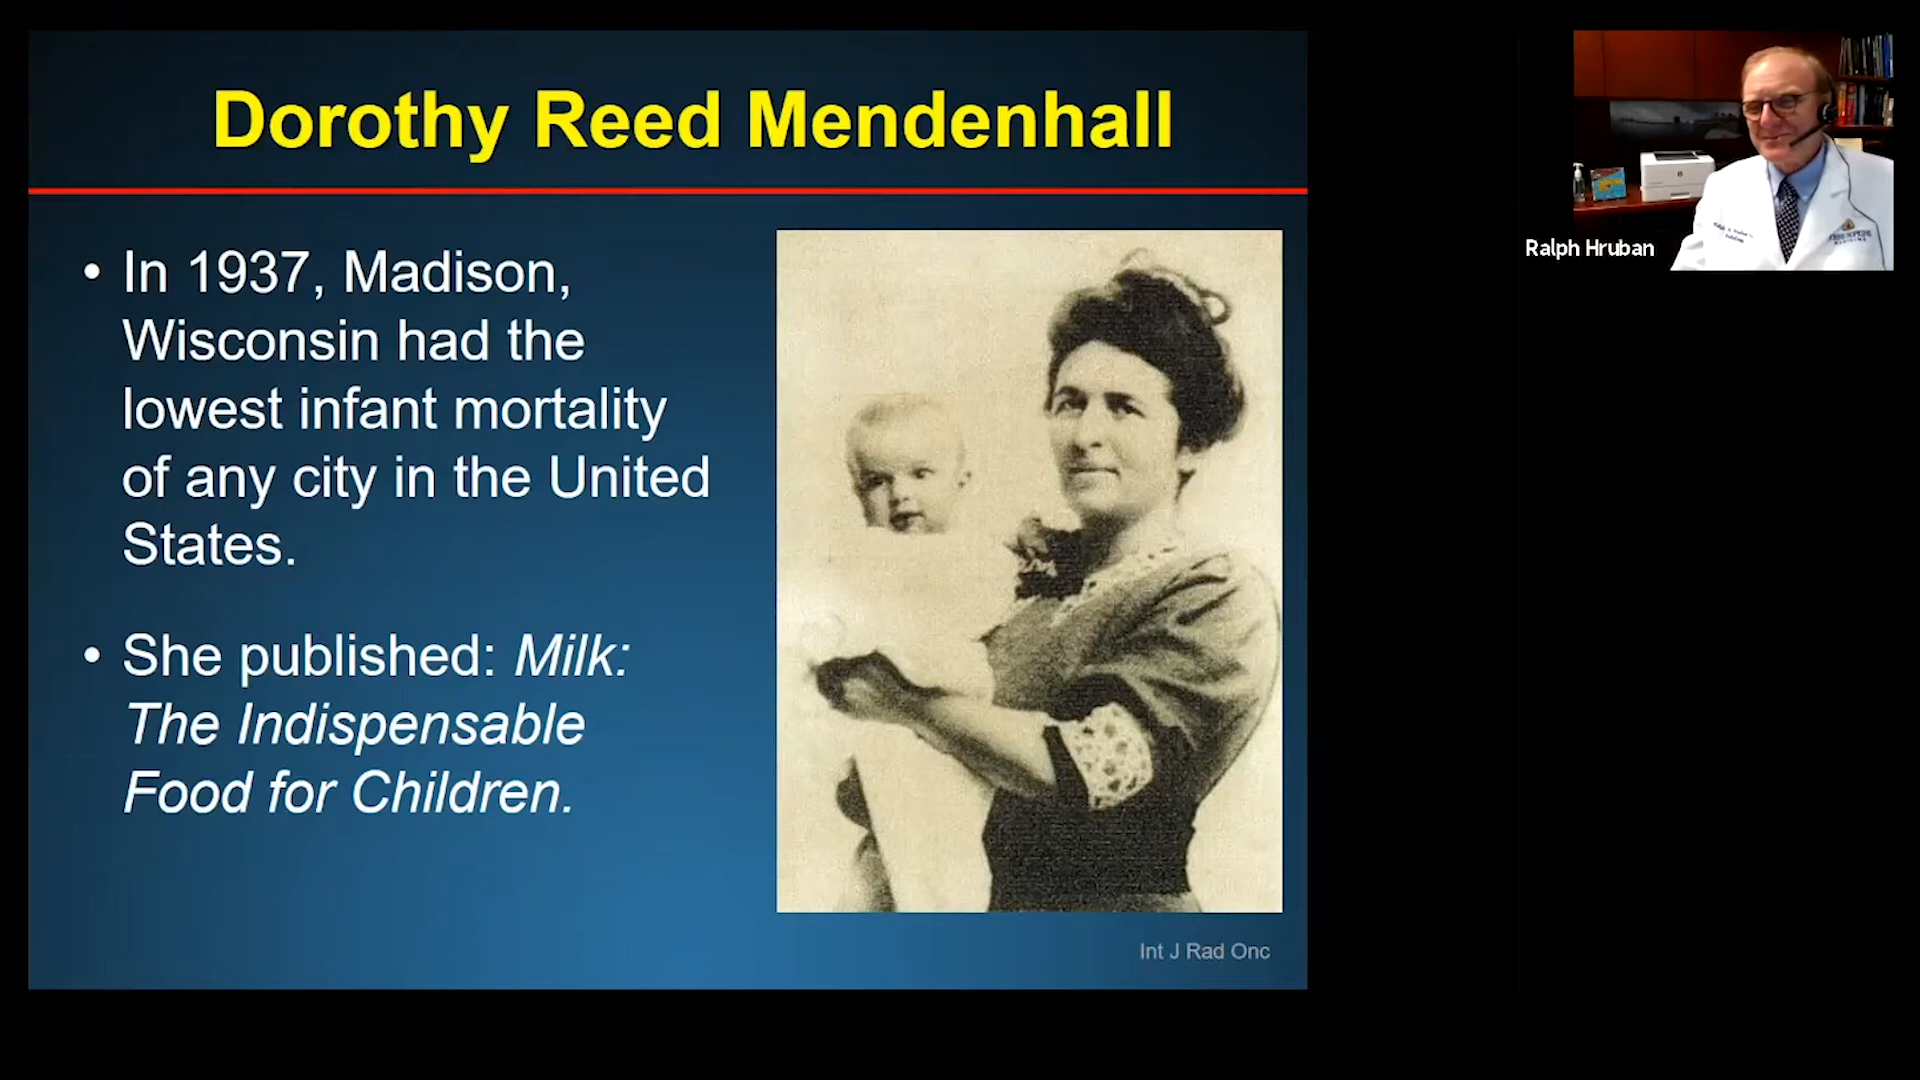 Dorothy Reed Mendenhall
• In 1937, Madison,
Wisconsin had the
lowest infant mortality
of any city in the United
States.
• She published: Milk:
The Indispensable
Food for Children.
Int J Rad Onc
Ralph Hruban